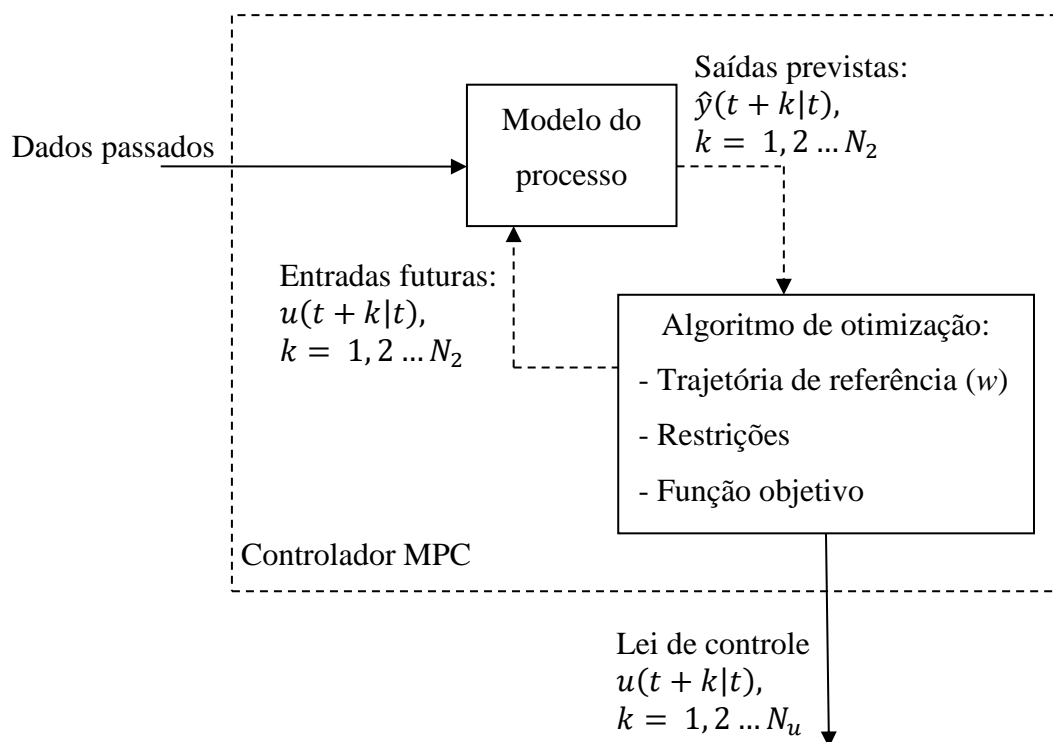 Saídas previstas:
ŷ(t + k|t),
k = 1, 2 … N₂
Modelo do
processo
Dados passados
Entradas futuras:
u(t + k|t),
k = 1, 2 … N₂
Algoritmo de otimização:
- Trajetória de referência (w)
- Restrições
- Função objetivo
Controlador MPC
Lei de controle
u(t + k|t),
k = 1, 2 … Nᵤ